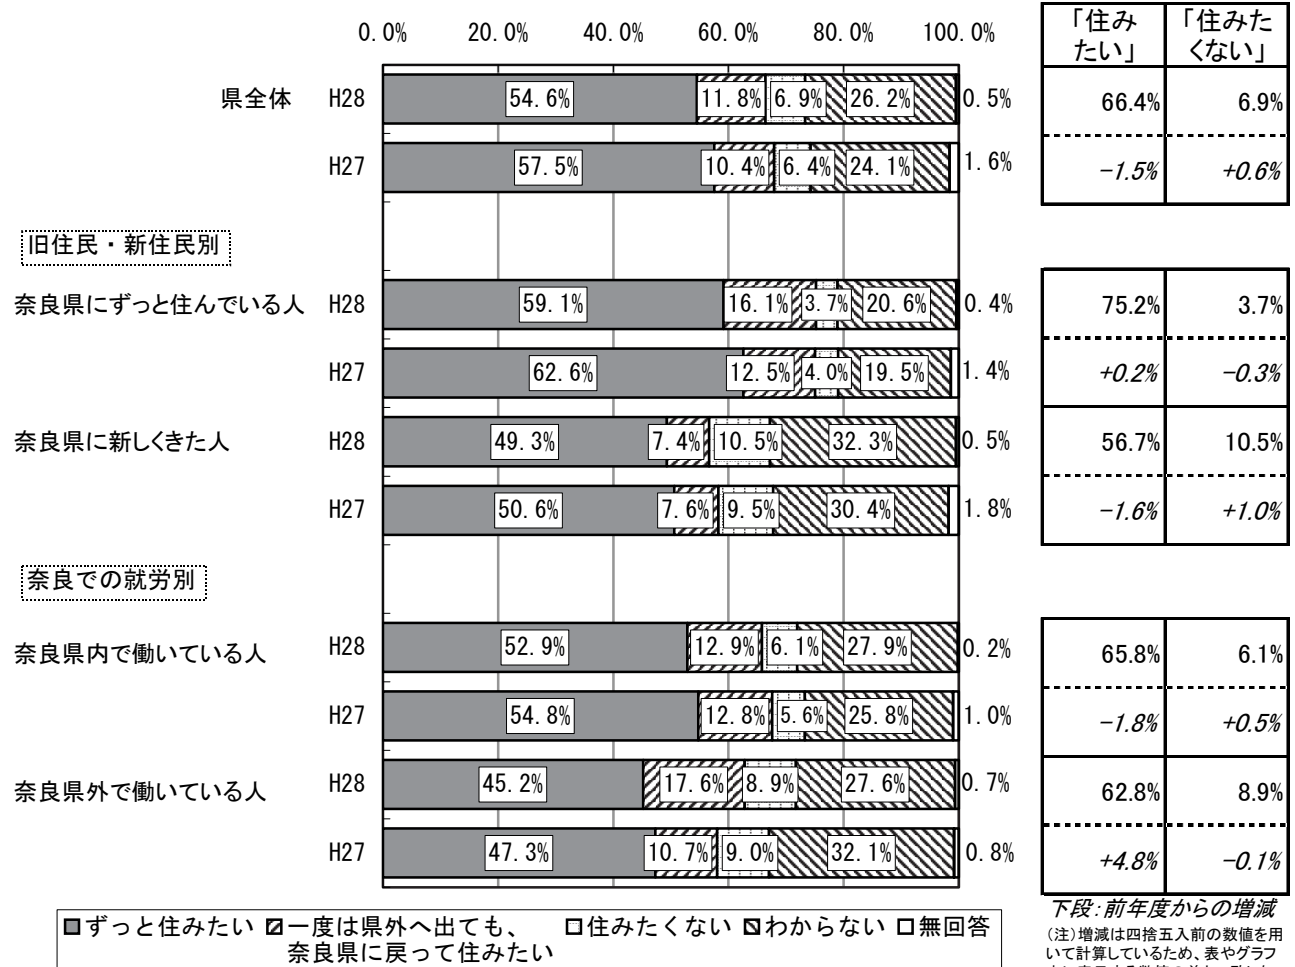 0.0% 20.0% 40.0% 60.0% 80.0% 100.0%
「住みたい」 「住みたくない」
県全体 H28 54.6% 11.8% 6.9% 26.2% 0.5% 66.4% 6.9%
H27 57.5% 10.4% 6.4% 24.1% 1.6% −1.5% +0.6%
旧住民・新住民別
奈良県にずっと住んでいる人 H28 59.1% 16.1% 3.7% 20.6% 0.4% 75.2% 3.7%
H27 62.6% 12.5% 4.0% 19.5% 1.4% +0.2% −0.3%
奈良県に新しくきた人 H28 49.3% 7.4% 10.5% 32.3% 0.5% 56.7% 10.5%
H27 50.6% 7.6% 9.5% 30.4% 1.8% −1.6% +1.0%
奈良での就労別
奈良県内で働いている人 H28 52.9% 12.9% 6.1% 27.9% 0.2% 65.8% 6.1%
H27 54.8% 12.8% 5.6% 25.8% 1.0% −1.8% +0.5%
奈良県外で働いている人 H28 45.2% 17.6% 8.9% 27.6% 0.7% 62.8% 8.9%
H27 47.3% 10.7% 9.0% 32.1% 0.8% +4.8% −0.1%
ずっと住みたい 一度は県外へ出ても、 住みたくない わからない 無回答
奈良県に戻って住みたい
下段:前年度からの増減
(注)増減は四捨五入前の数値を用
いて計算しているため、表やグラフ